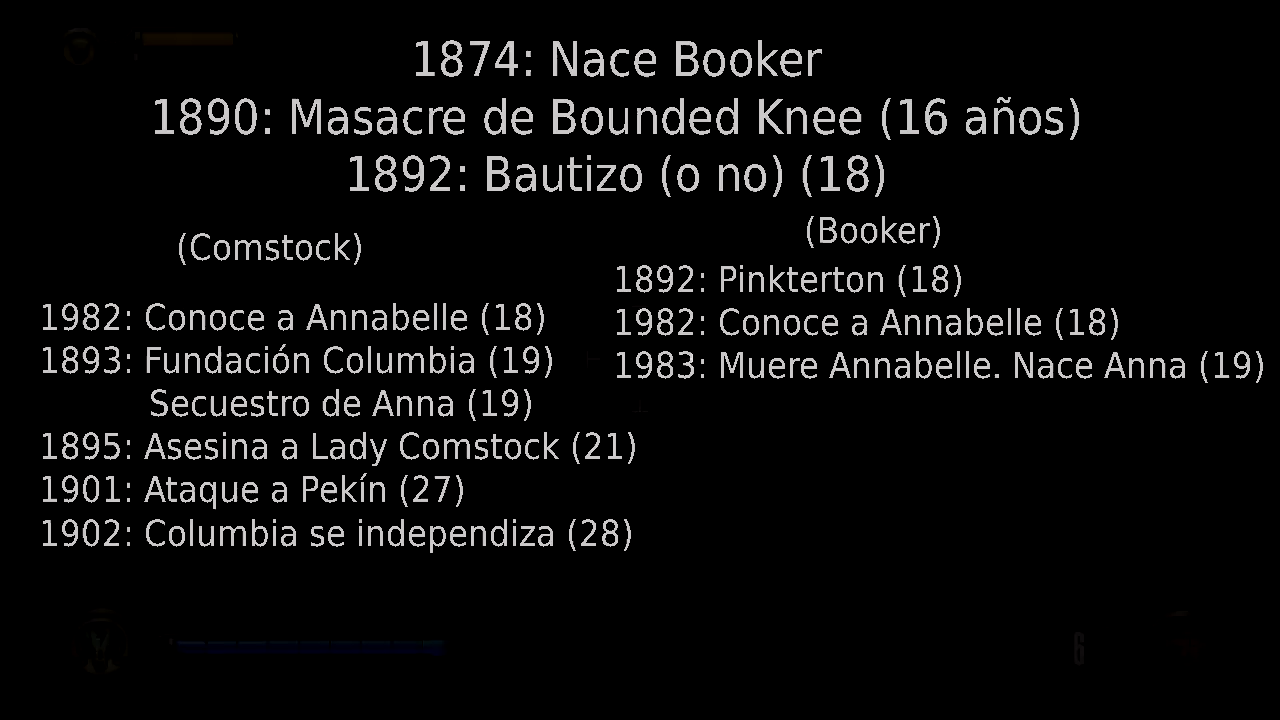 1874: Nace Booker
1890: Masacre de Bounded Knee (16 años)
1892: Bautizo (o no) (18)
(Comstock)
1982: Conoce a Annabelle (18)
1893: Fundación Columbia (19)
Secuestro de Anna (19)
1895: Asesina a Lady Comstock (21)
1901: Ataque a Pekín (27)
1902: Columbia se independiza (28)
(Booker)
1892: Pinkterton (18)
1982: Conoce a Annabelle (18)
1983: Muere Annabelle. Nace Anna (19)
6